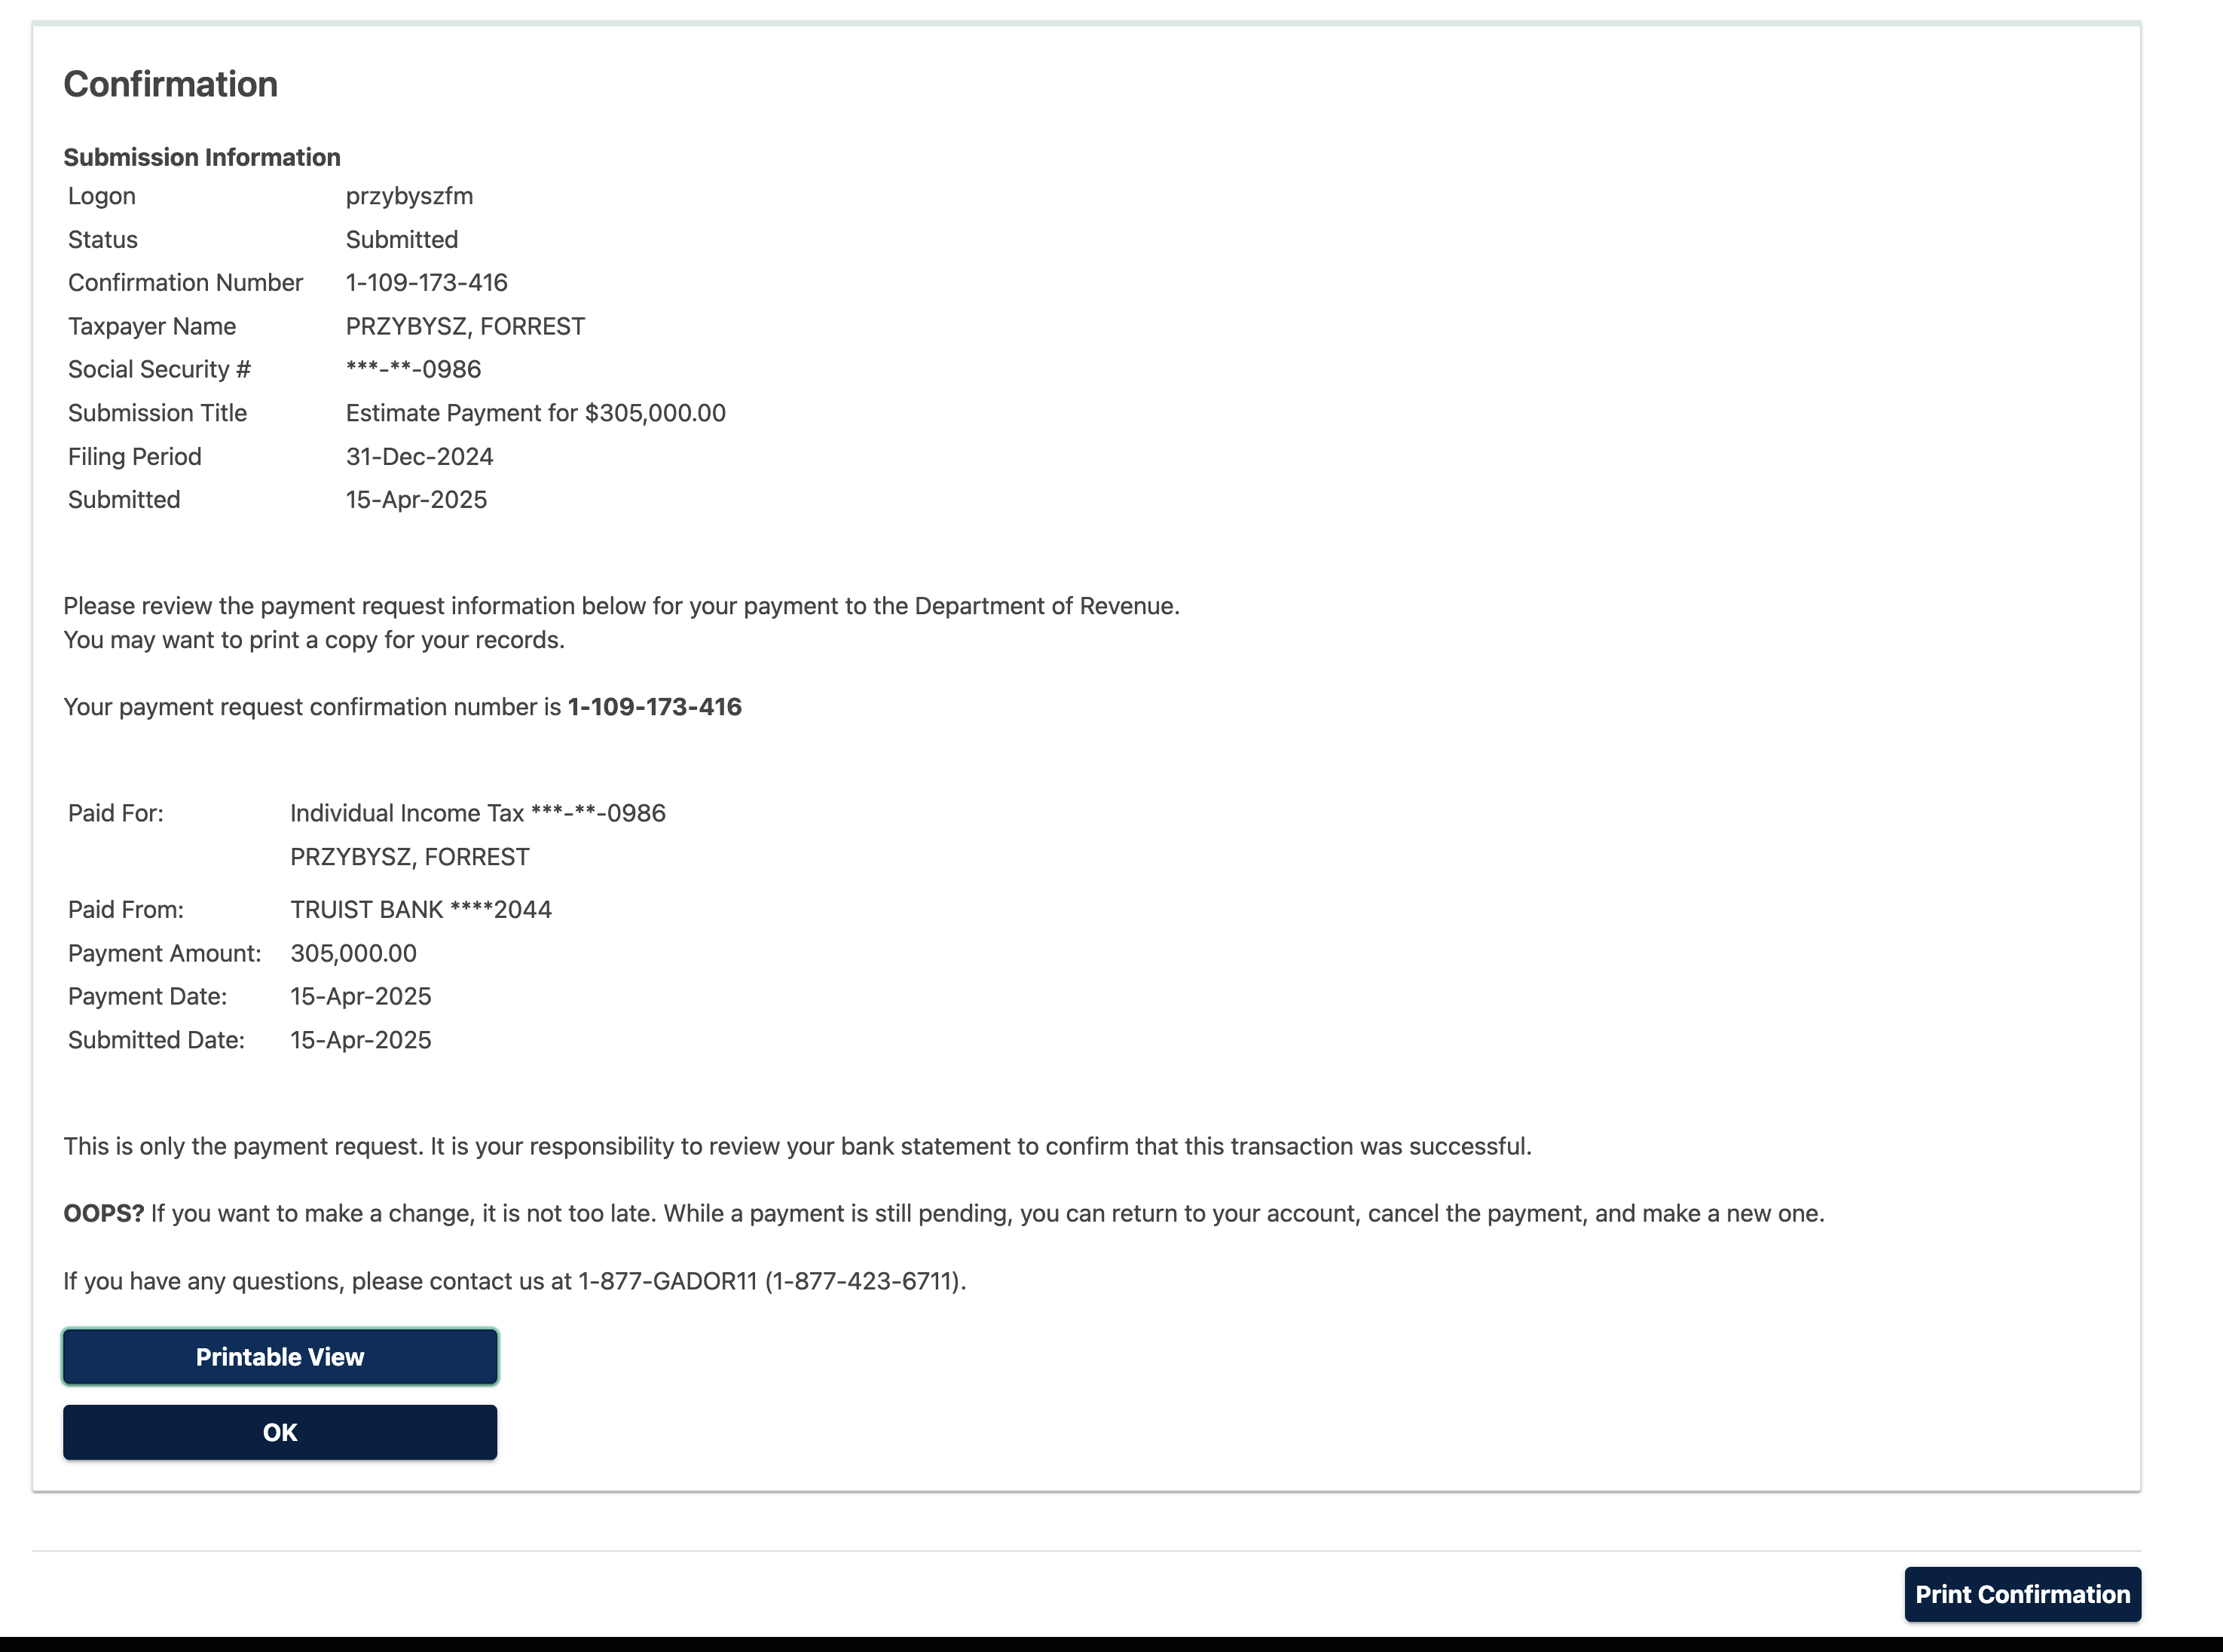 Confirmation
Submission Information
Logon przybyszfm
Status Submitted
Confirmation Number 1-109-173-416
Taxpayer Name PRZYBYSZ, FORREST
Social Security # ***-**-0986
Submission Title Estimate Payment for $305,000.00
Filing Period 31-Dec-2024
Submitted 15-Apr-2025
Please review the payment request information below for your payment to the Department of Revenue.
You may want to print a copy for your records.
Your payment request confirmation number is 1-109-173-416
Paid For: Individual Income Tax ***-**-0986
PRZYBYSZ, FORREST
Paid From: TRUIST BANK ****2044
Payment Amount: 305,000.00
Payment Date: 15-Apr-2025
Submitted Date: 15-Apr-2025
This is only the payment request. It is your responsibility to review your bank statement to confirm that this transaction was successful.
OOPS? If you want to make a change, it is not too late. While a payment is still pending, you can return to your account, cancel the payment, and make a new one.
If you have any questions, please contact us at 1-877-GADOR11 (1-877-423-6711).
Printable View
OK
Print Confirmation